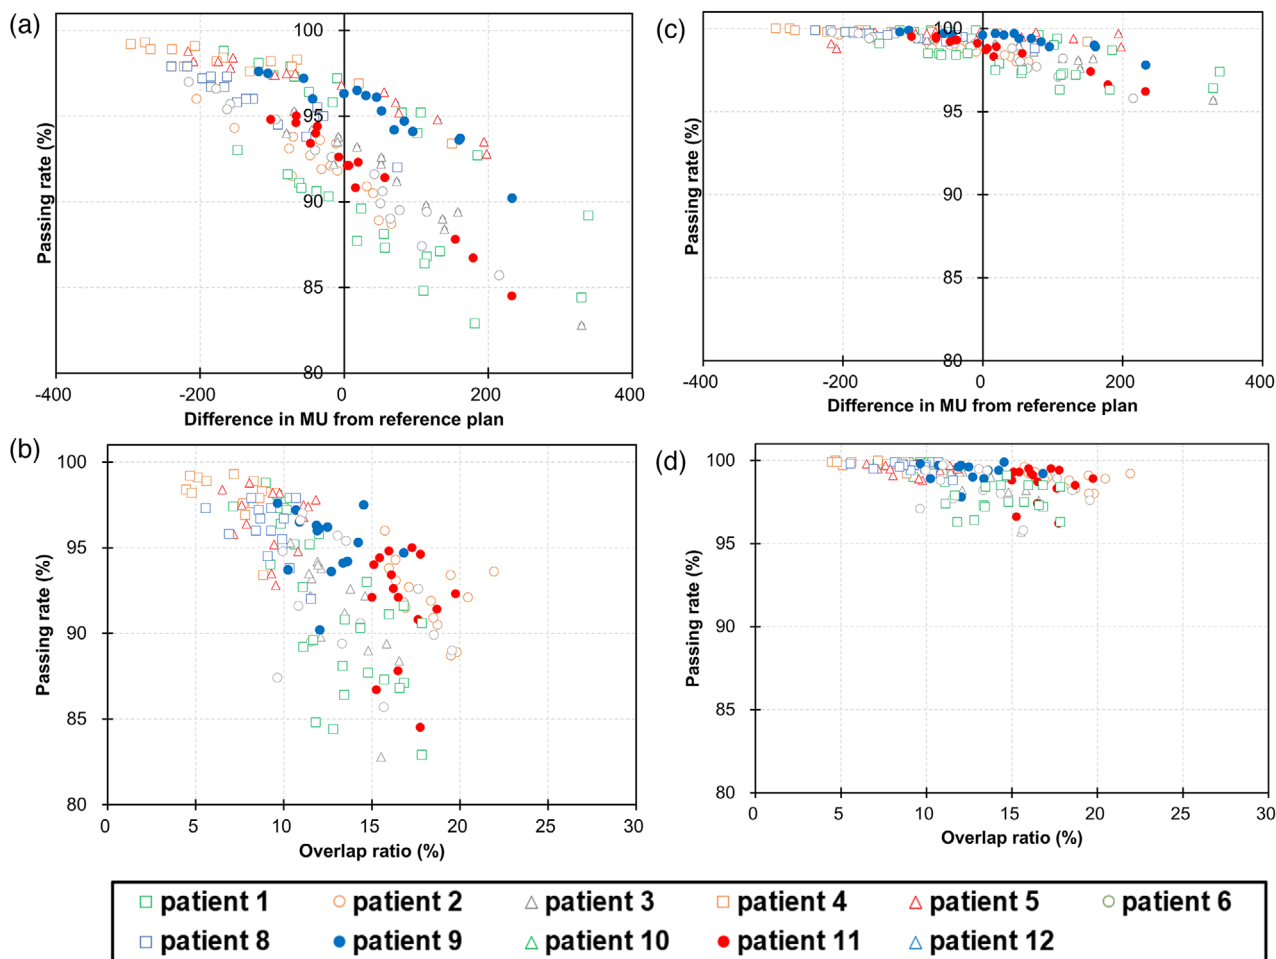 (a)
100
95
90
85
80
Passing rate (%)
-400 -200 0 200 400
Difference in MU from reference plan
(c)
100
95
90
85
80
Passing rate (%)
-400 -200 0 200 400
Difference in MU from reference plan
(b)
100
95
90
85
80
Passing rate (%)
0 5 10 15 20 25 30
Overlap ratio (%)
(d)
100
95
90
85
80
Passing rate (%)
0 5 10 15 20 25 30
Overlap ratio (%)
patient 1 patient 2 patient 3 patient 4 patient 5 patient 6
patient 8 patient 9 patient 10 patient 11 patient 12